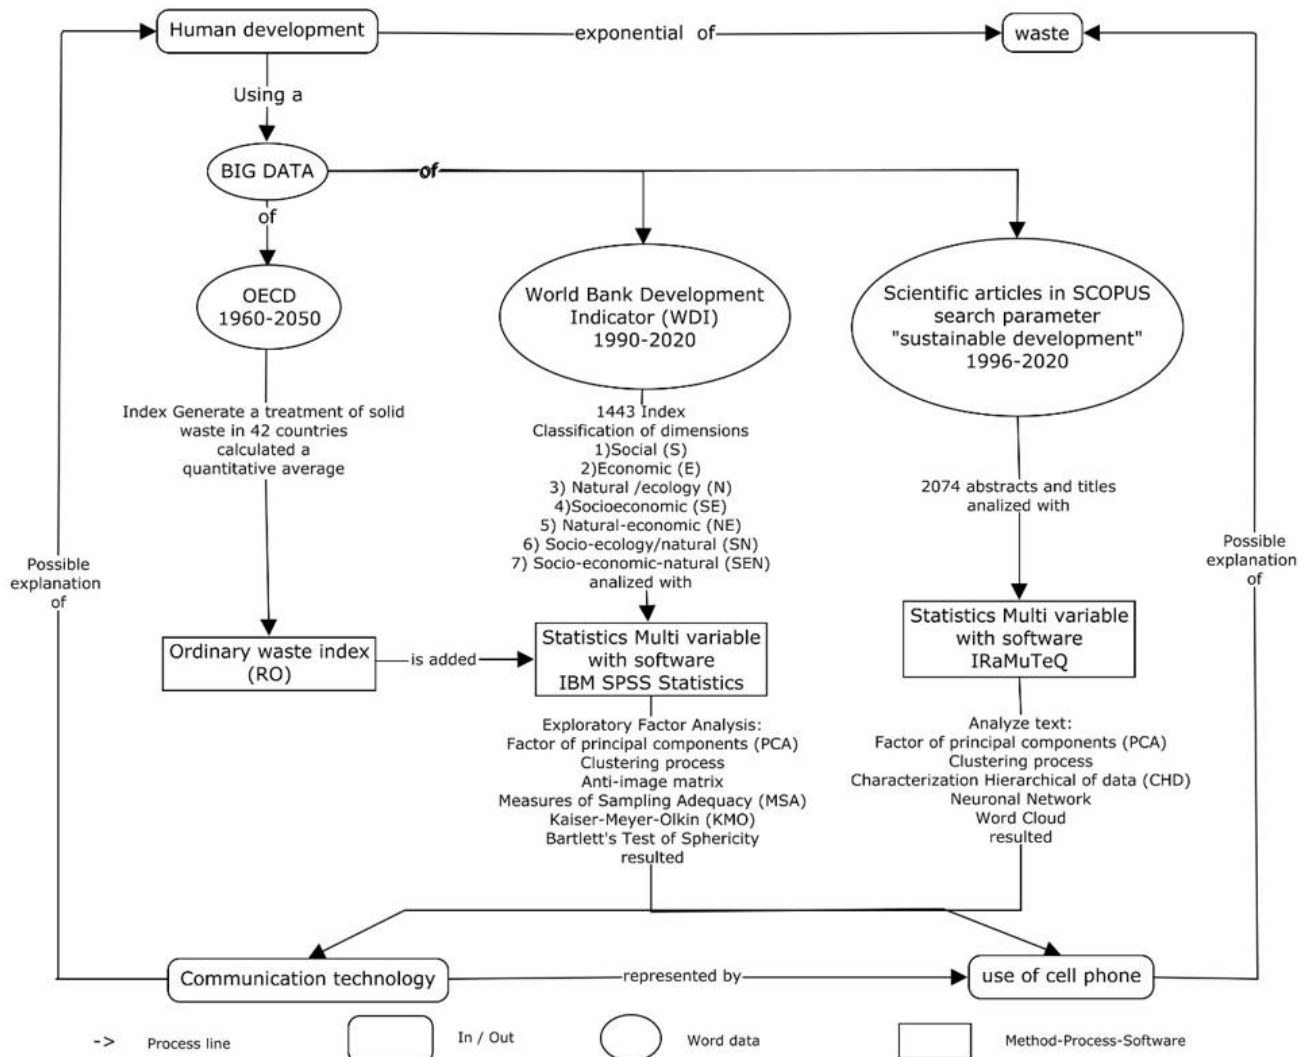 Human development
exponential of
waste
Using a
BIG DATA
of
of
OECD
1960-2050
World Bank Development
Indicator (WDI)
1990-2020
Scientific articles in SCOPUS
search parameter
"sustainable development"
1996-2020
Index Generate a treatment of solid
waste in 42 countries
calculated a
quantitative average
1443 Index
Classification of dimensions
1)Social (S)
2)Economic (E)
3) Natural /ecology (N)
4)Socioeconomic (SE)
5) Natural-economic (NE)
6) Socio-ecology/natural (SN)
7) Socio-economic-natural (SEN)
analized with
2074 abstracts and titles
analized with
Possible
explanation
of
Possible
explanation
of
Ordinary waste index
(RO)
is added
Statistics Multi variable
with software
IBM SPSS Statistics
Statistics Multi variable
with software
IRaMuTeQ
Exploratory Factor Analysis:
Factor of principal components (PCA)
Clustering process
Anti-image matrix
Measures of Sampling Adequacy (MSA)
Kaiser-Meyer-Olkin (KMO)
Bartlett's Test of Sphericity
resulted
Analyze text:
Factor of principal components (PCA)
Clustering process
Characterization Hierarchical of data (CHD)
Neuronal Network
Word Cloud
resulted
Communication technology
represented by
use of cell phone
-> Process line
In / Out
Word data
Method-Process-Software